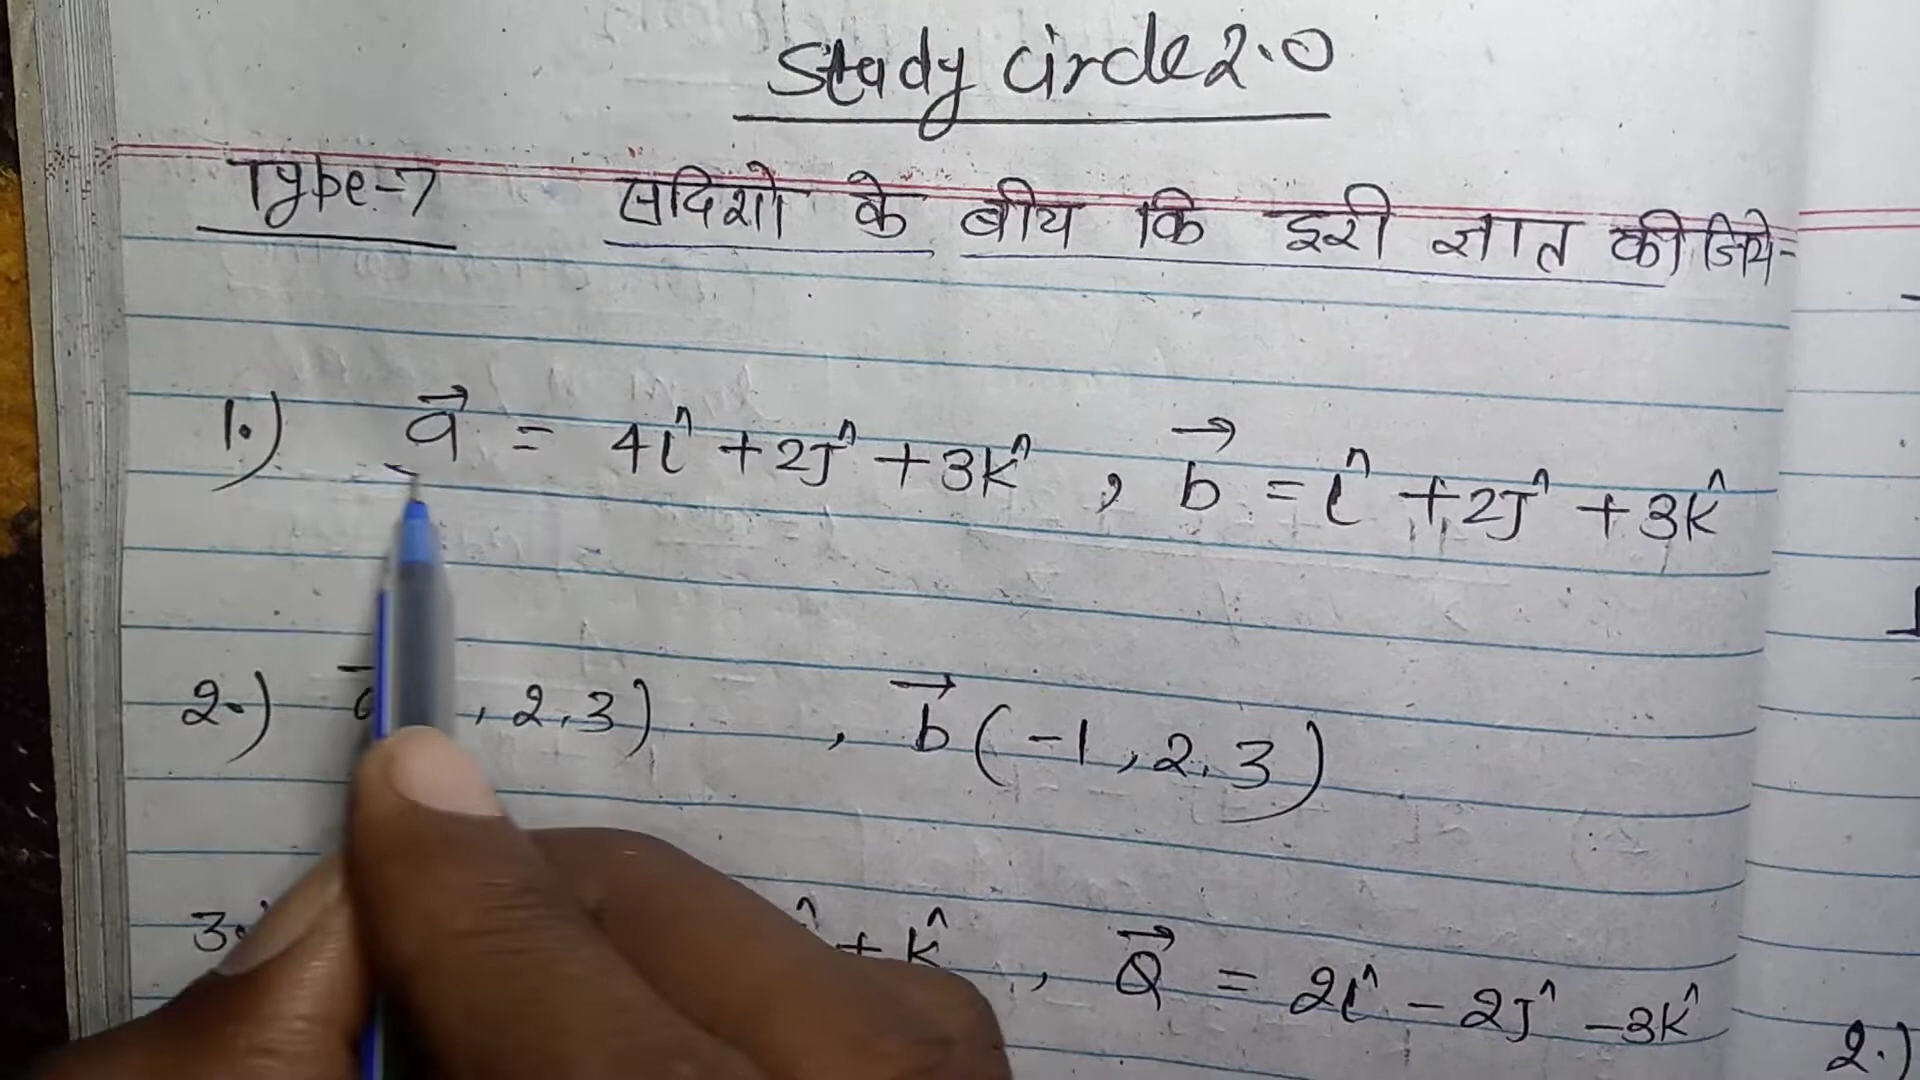 Study Circle 2.0
Type-7 सदिशो के बीय कि इरी ज्ञात कीजिये-
1.) a⃗ = 4î + 2ĵ + 3k̂ , b⃗ = î + 2ĵ + 3k̂
2.) , 2, 3) , b⃗ (-1, 2, 3)
3. + k̂ , Q⃗ = 2î - 2ĵ - 3k̂
2.)